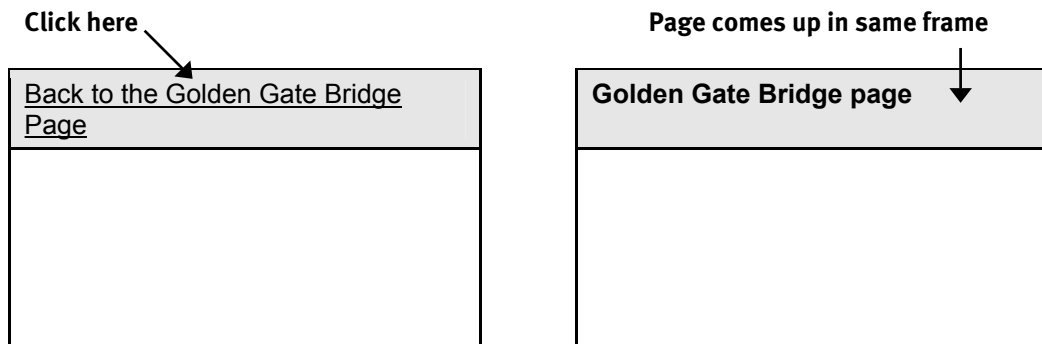 Click here
Page comes up in same frame
Back to the Golden Gate Bridge
Page
Golden Gate Bridge page